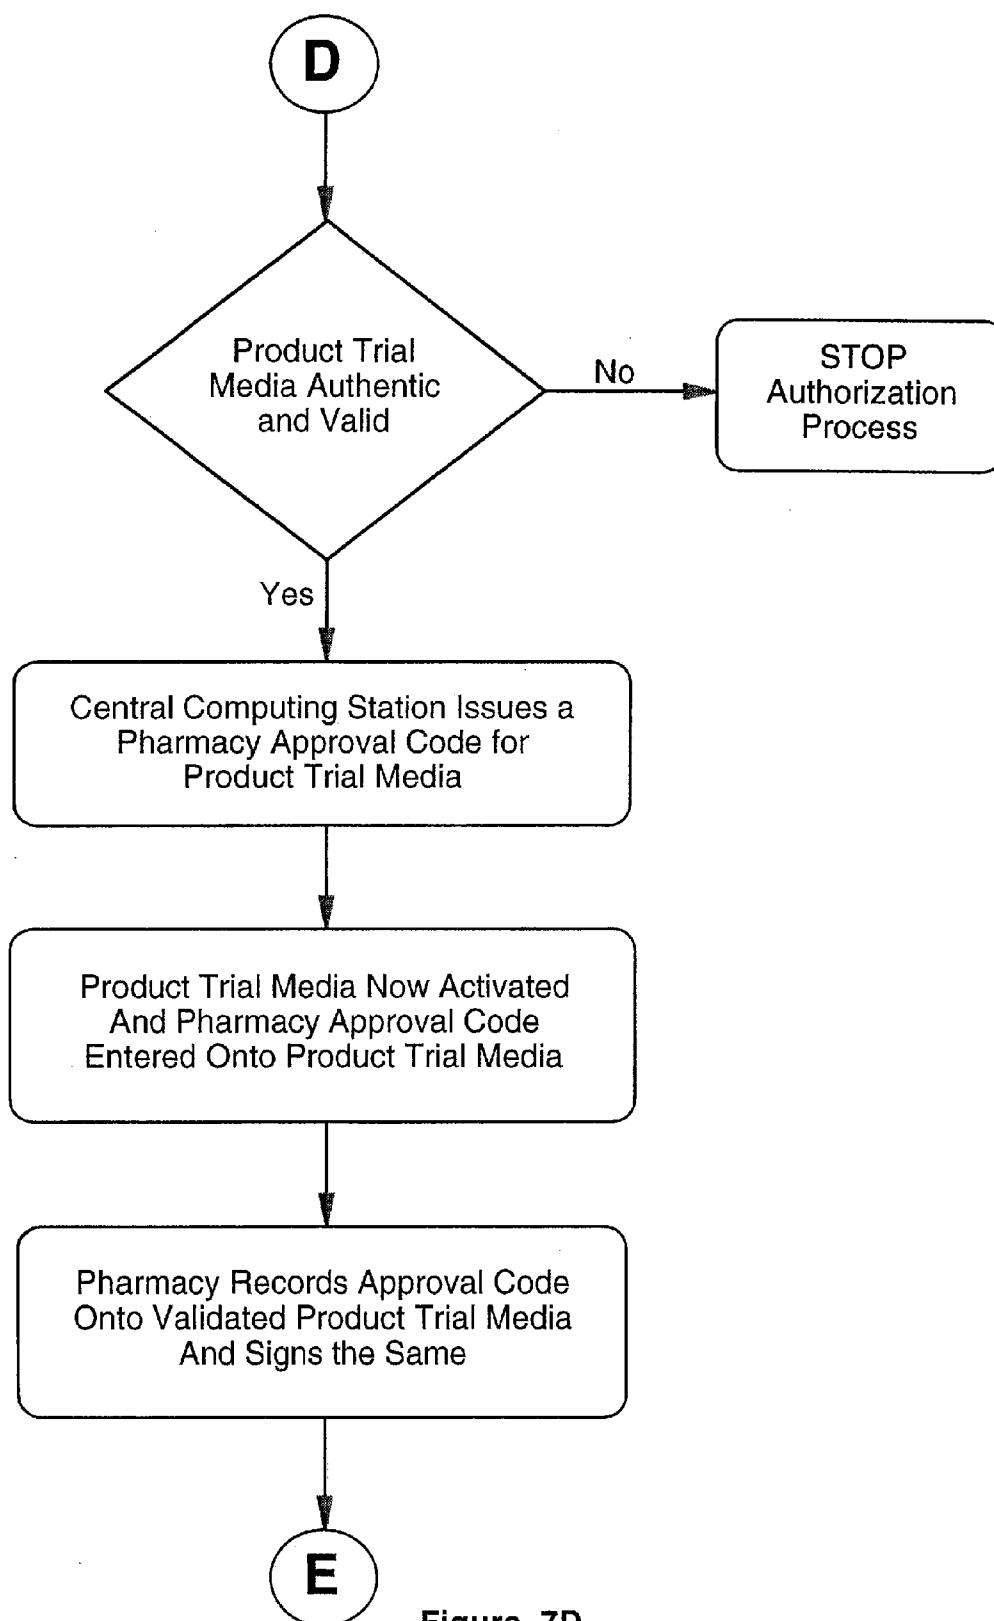 D
Product Trial
Media Authentic
and Valid
No
STOP
Authorization
Process
Yes
Central Computing Station Issues a
Pharmacy Approval Code for
Product Trial Media
Product Trial Media Now Activated
And Pharmacy Approval Code
Entered Onto Product Trial Media
Pharmacy Records Approval Code
Onto Validated Product Trial Media
And Signs the Same
E
Figure 7D